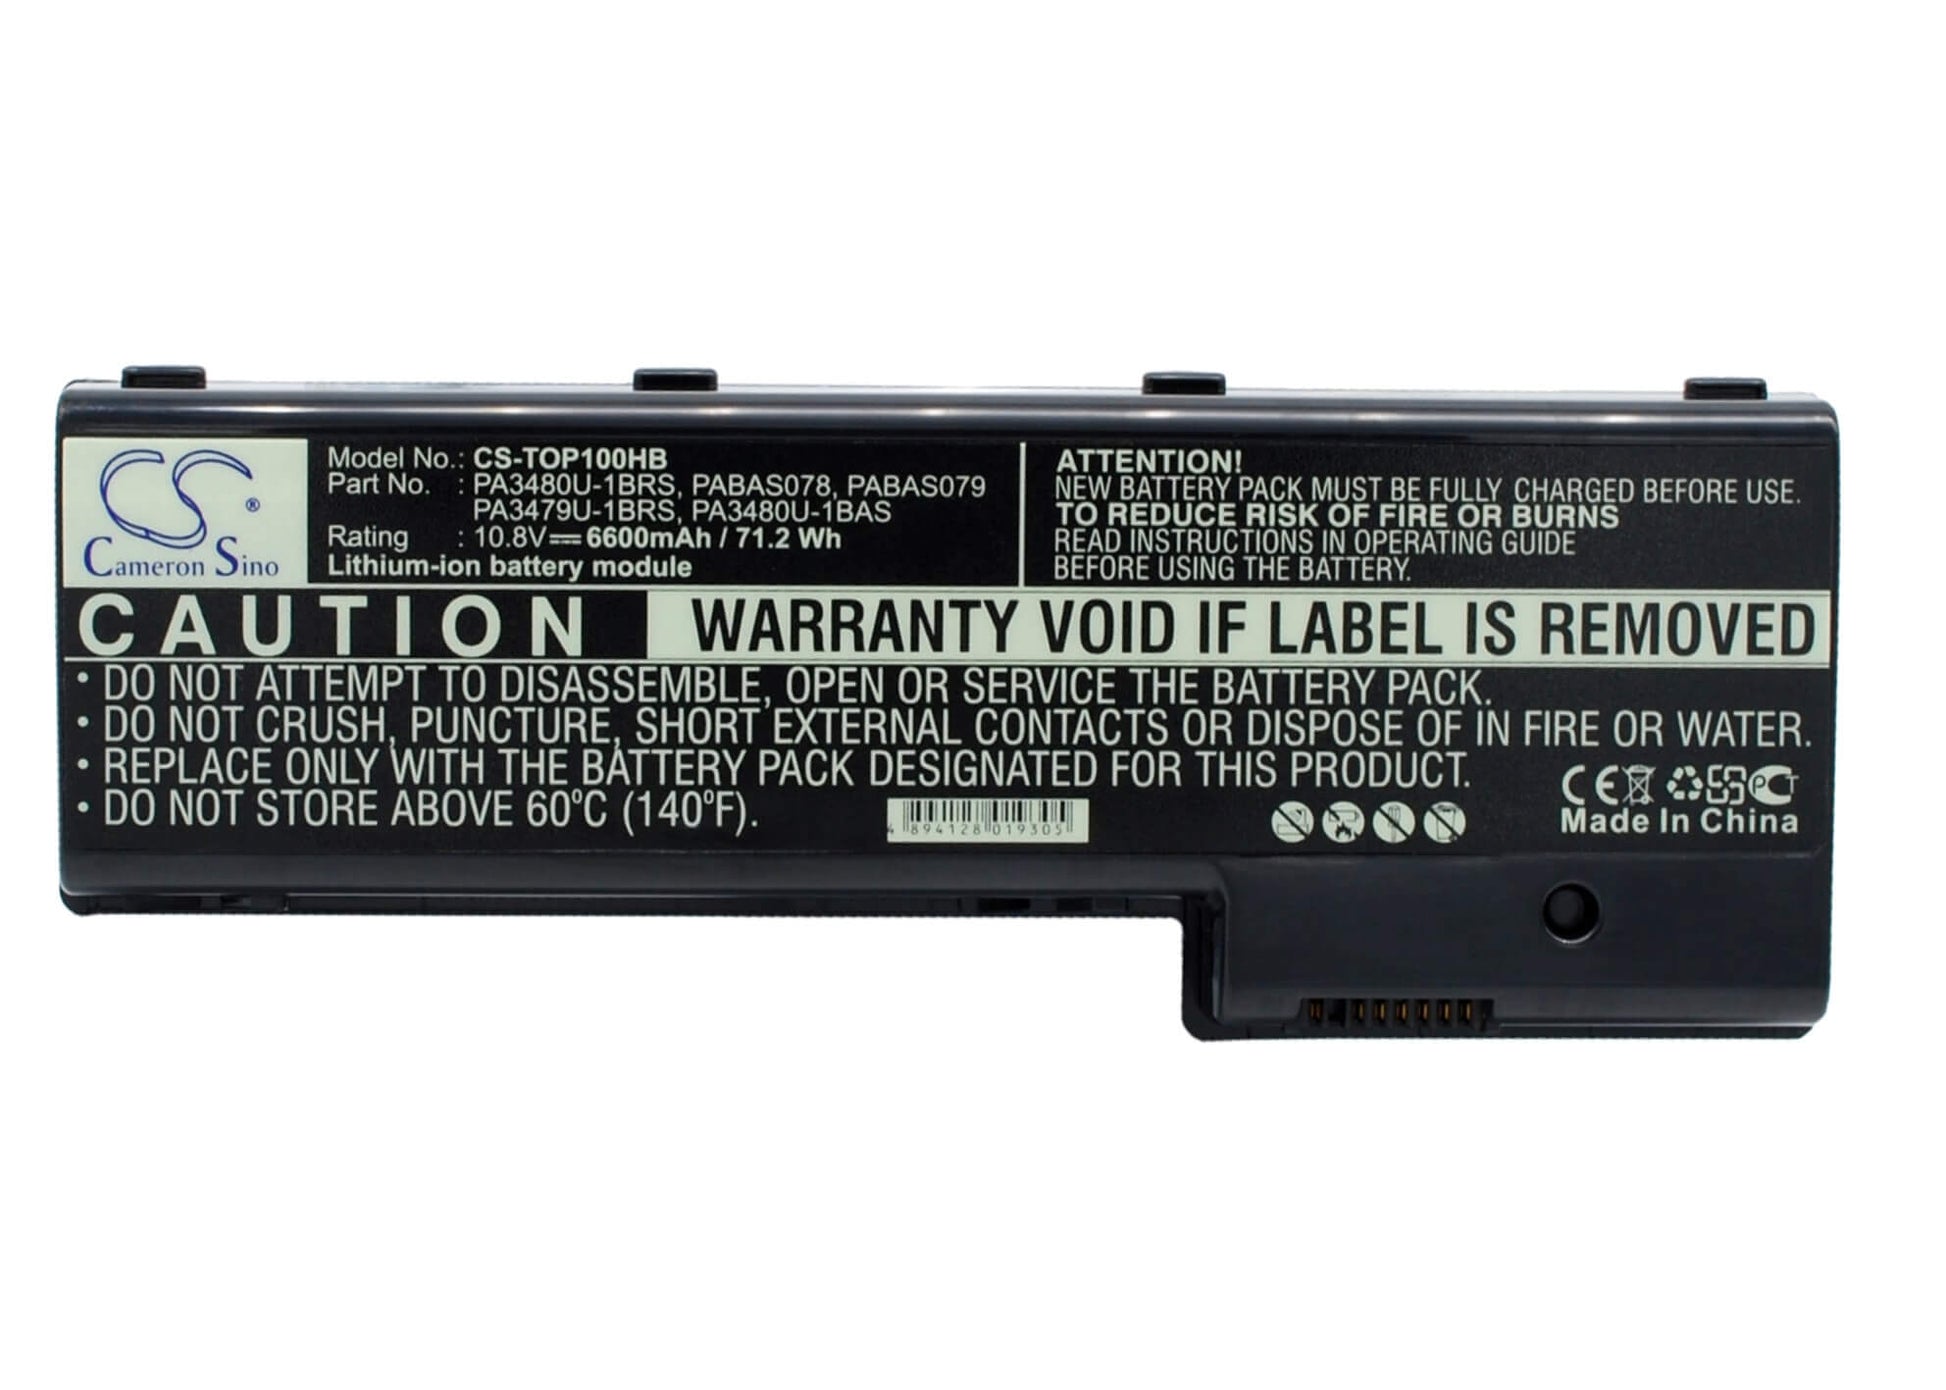 CS ®
Cameron Sino
Model No.: CS-TOP100HB
Part No. : PA3480U-1BRS, PABAS078, PABAS079
PA3479U-1BRS, PA3480U-1BAS
Rating : 10.8V⎓ 6600mAh / 71.2 Wh
Lithium-ion battery module
ATTENTION!
NEW BATTERY PACK MUST BE FULLY CHARGED BEFORE USE.
TO REDUCE RISK OF FIRE OR BURNS
READ INSTRUCTIONS IN OPERATING GUIDE
BEFORE USING THE BATTERY.
CAUTION
WARRANTY VOID IF LABEL IS REMOVED
• DO NOT ATTEMPT TO DISASSEMBLE, OPEN OR SERVICE THE BATTERY PACK.
• DO NOT CRUSH, PUNCTURE, SHORT EXTERNAL CONTACTS OR DISPOSE OF IN FIRE OR WATER.
• REPLACE ONLY WITH THE BATTERY PACK DESIGNATED FOR THIS PRODUCT.
• DO NOT STORE ABOVE 60ºC (140ºF).
4 894128 019305
CE
PCT
Made In China